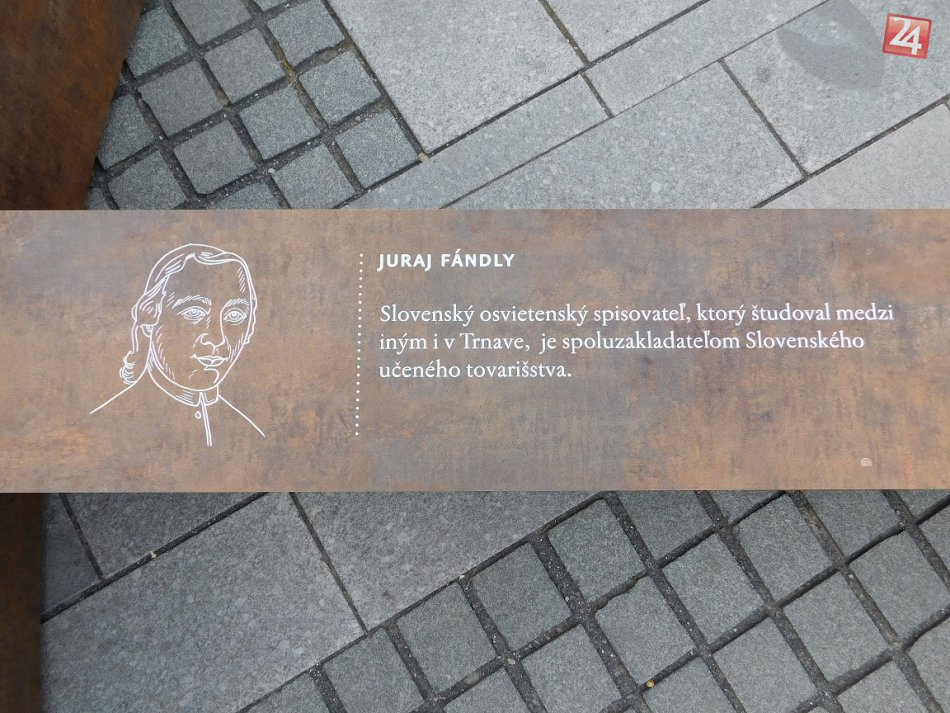 24
JURAJ FÁNDLY
Slovenský osvietenský spisovateľ, ktorý študoval medzi
iným i v Trnave,  je spoluzakladateľom Slovenského
učeného tovarišstva.